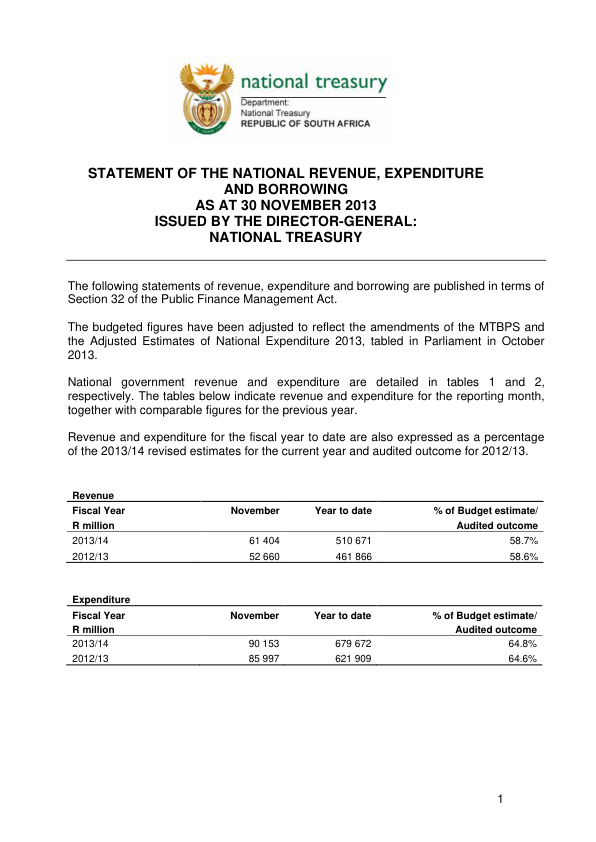 national treasury
Department:
National Treasury
REPUBLIC OF SOUTH AFRICA
STATEMENT OF THE NATIONAL REVENUE, EXPENDITURE
AND BORROWING
AS AT 30 NOVEMBER 2013
ISSUED BY THE DIRECTOR-GENERAL:
NATIONAL TREASURY
The following statements of revenue, expenditure and borrowing are published in terms of
Section 32 of the Public Finance Management Act.
The budgeted figures have been adjusted to reflect the amendments of the MTBPS and
the Adjusted Estimates of National Expenditure 2013, tabled in Parliament in October
2013.
National government revenue and expenditure are detailed in tables 1 and 2,
respectively. The tables below indicate revenue and expenditure for the reporting month,
together with comparable figures for the previous year.
Revenue and expenditure for the fiscal year to date are also expressed as a percentage
of the 2013/14 revised estimates for the current year and audited outcome for 2012/13.
Revenue
Fiscal Year November Year to date % of Budget estimate/
R million Audited outcome
2013/14 61 404 510 671 58.7%
2012/13 52 660 461 866 58.6%
Expenditure
Fiscal Year November Year to date % of Budget estimate/
R million Audited outcome
2013/14 90 153 679 672 64.8%
2012/13 85 997 621 909 64.6%
1